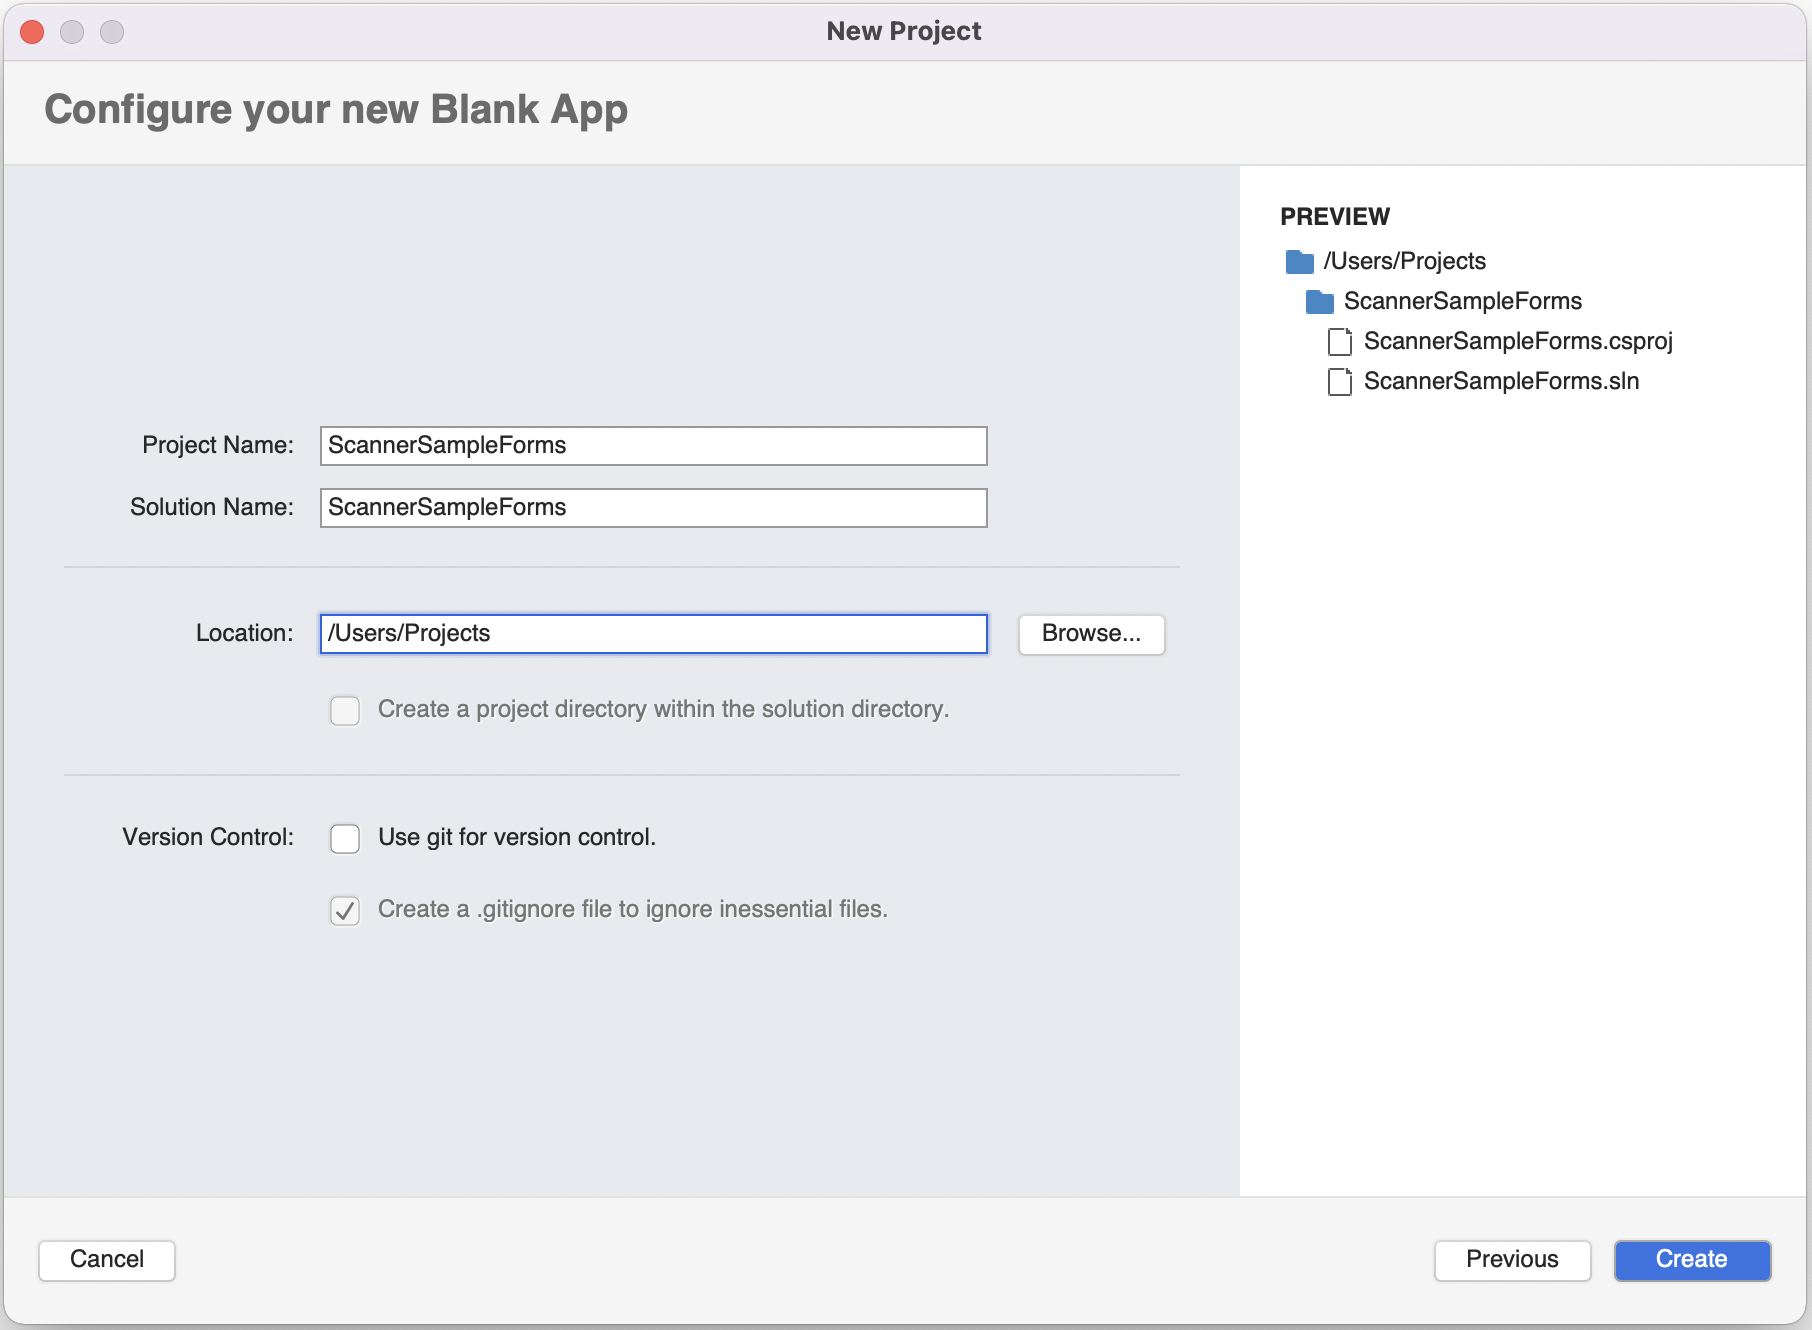 New Project
Configure your new Blank App
Project Name: ScannerSampleForms
Solution Name: ScannerSampleForms
Location: /Users/Projects Browse...
Create a project directory within the solution directory.
Version Control: Use git for version control.
Create a .gitignore file to ignore inessential files.
PREVIEW
/Users/Projects
ScannerSampleForms
ScannerSampleForms.csproj
ScannerSampleForms.sln
Cancel Previous Create